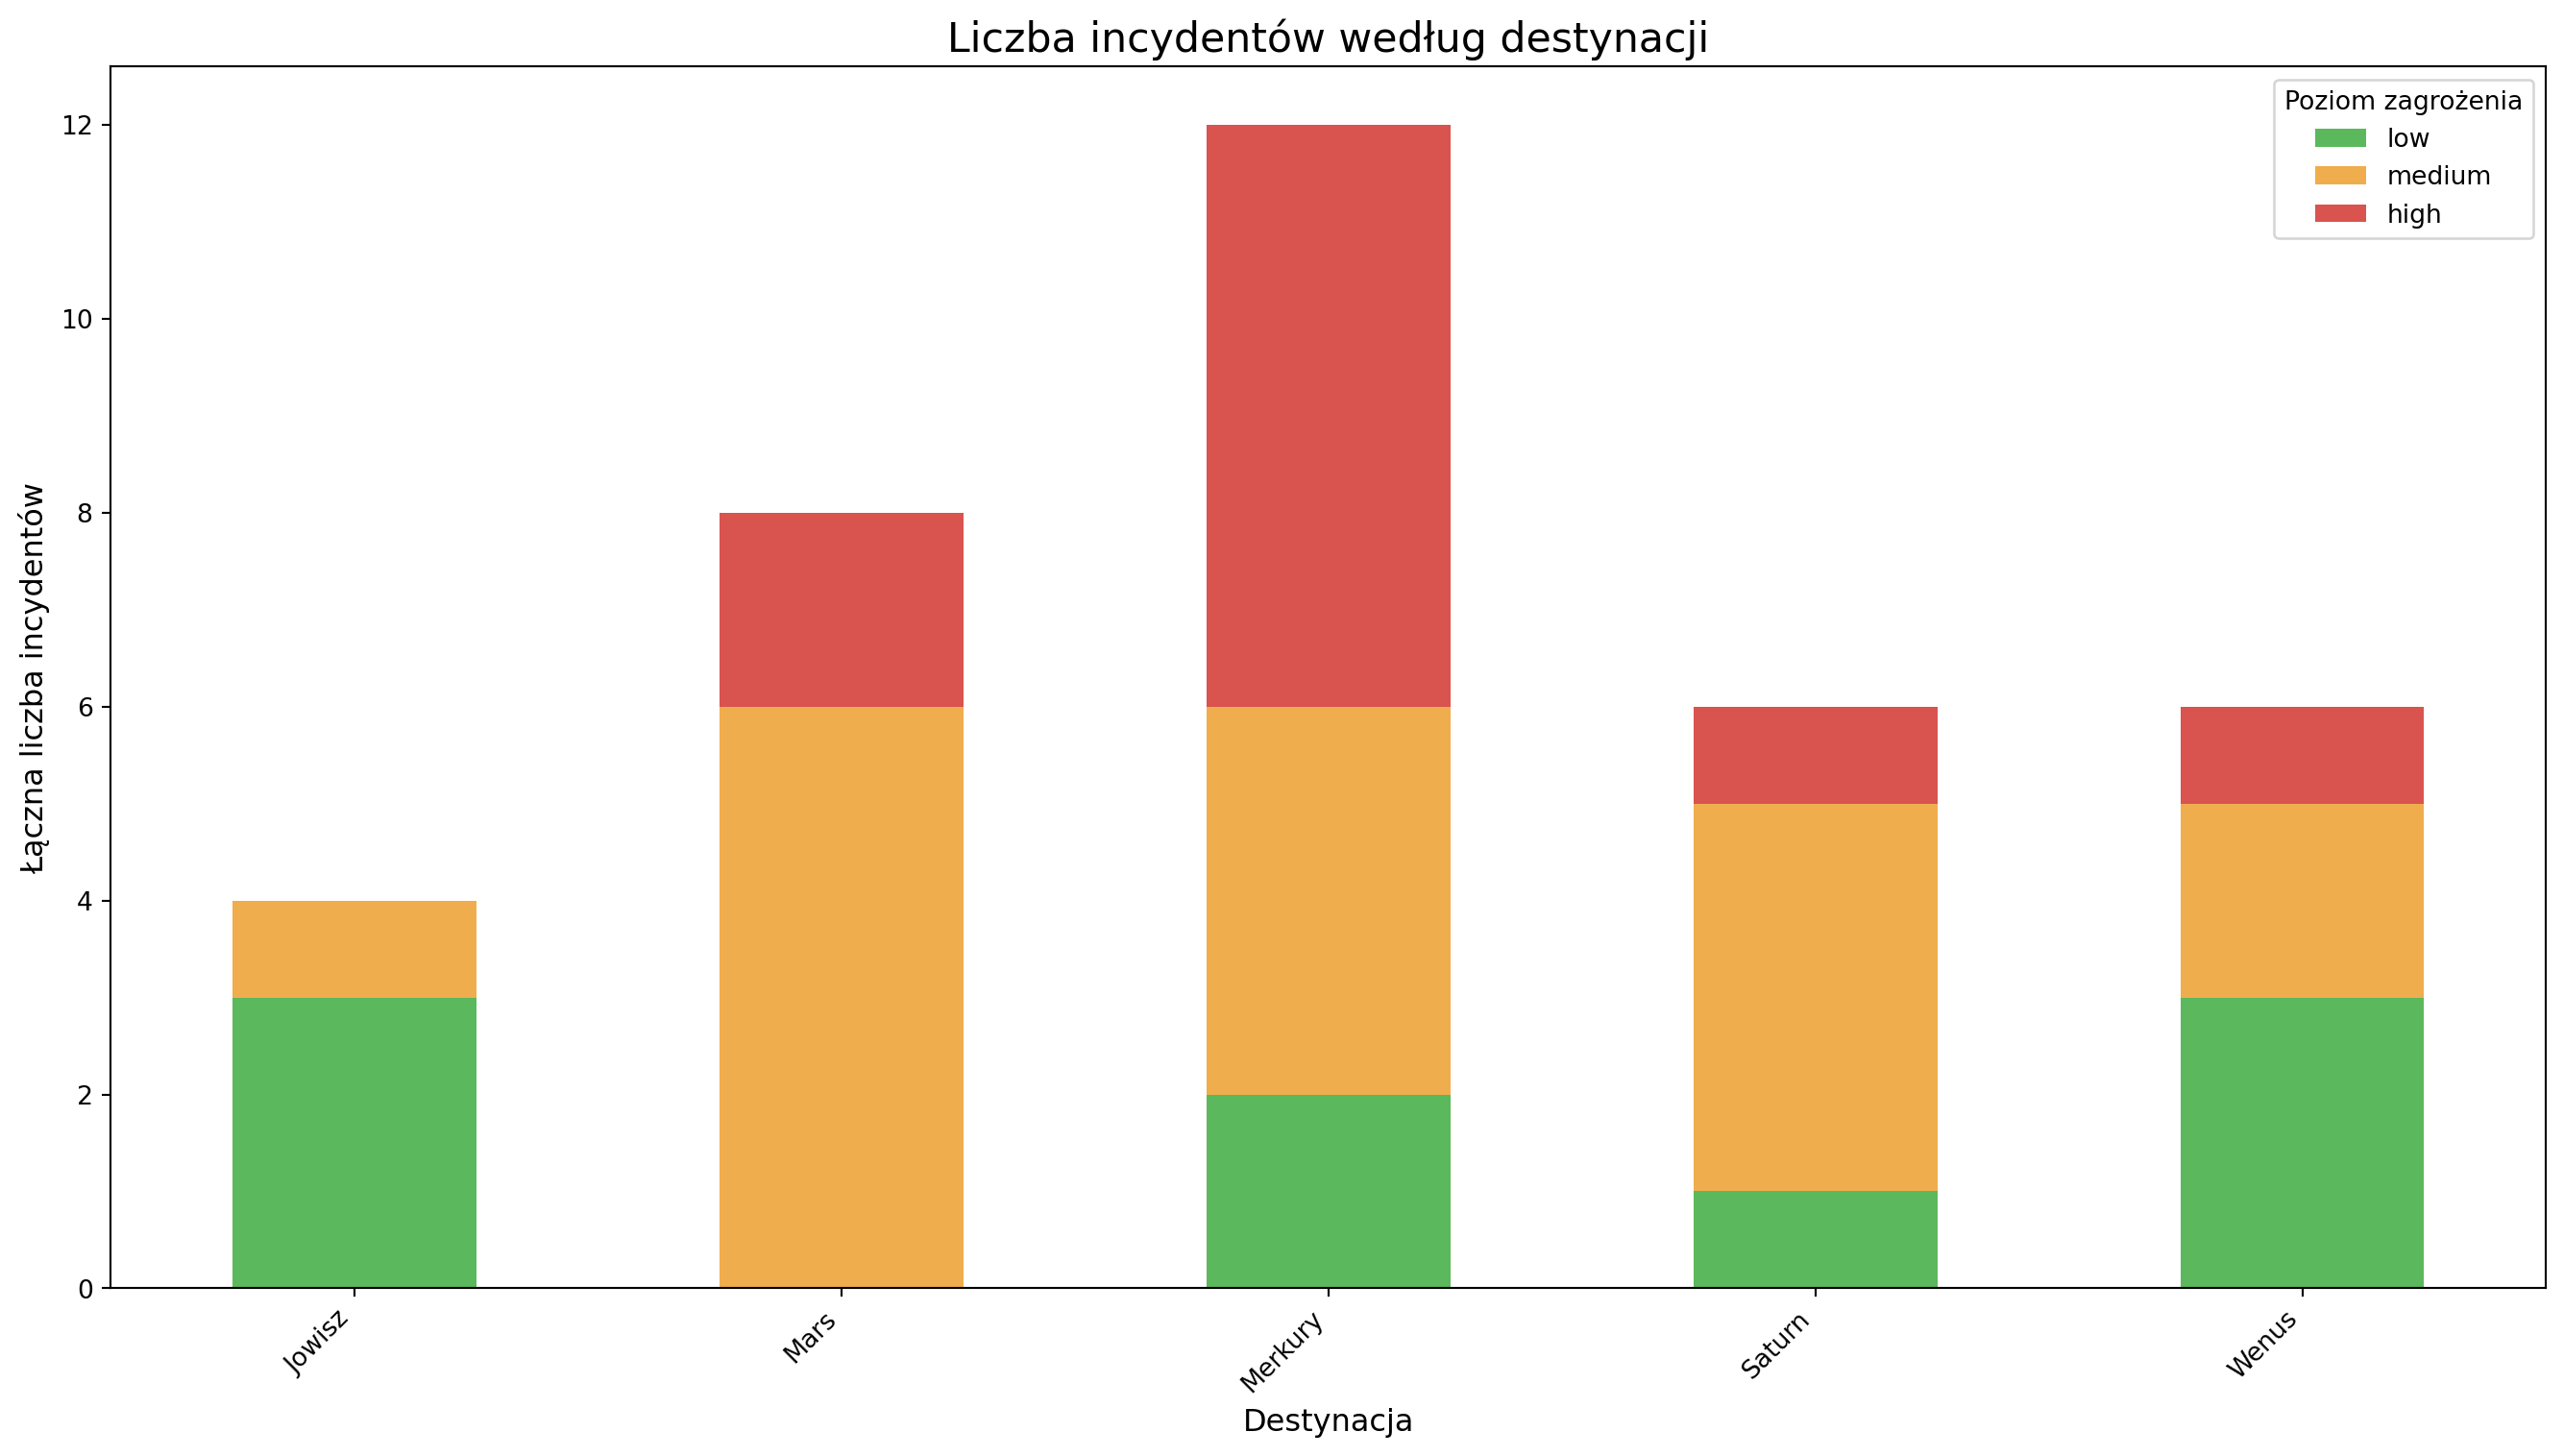 Liczba incydentów według destynacji
Łączna liczba incydentów
12
10
8
6
4
2
0
Poziom zagrożenia
low
medium
high
Jowisz
Mars
Merkury
Saturn
Wenus
Destynacja